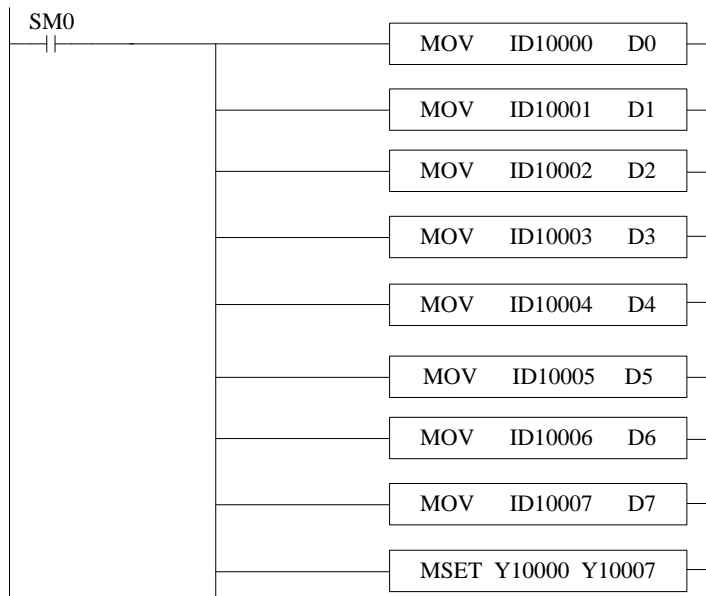 SM0
MOV ID10000 D0
MOV ID10001 D1
MOV ID10002 D2
MOV ID10003 D3
MOV ID10004 D4
MOV ID10005 D5
MOV ID10006 D6
MOV ID10007 D7
MSET Y10000 Y10007